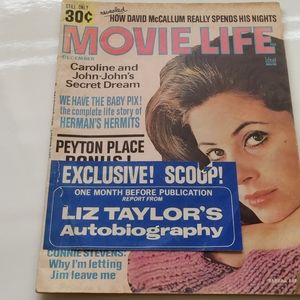 STILL ONLY
30¢
revealed
HOW DAVID McCALLUM REALLY SPENDS HIS NIGHTS
MOVIE LIFE
DECEMBER
Caroline and
John-John's
Secret Dream
WE HAVE THE BABY PIX!
the complete life story of
HERMAN'S HERMITS
PEYTON PLACE
BONUS!
EXCLUSIVE! SCOOP!
ONE MONTH BEFORE PUBLICATION
REPORT FROM
LIZ TAYLOR'S
Autobiography
CONNIE STEVENS:
Why I'm letting
Jim leave me